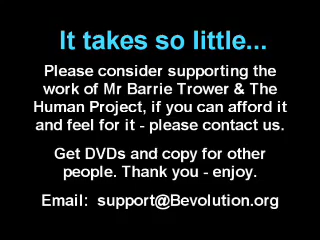 It takes so little...
Please consider supporting the
work of Mr Barrie Trower & The
Human Project, if you can afford it
and feel for it - please contact us.
Get DVDs and copy for other
people. Thank you - enjoy.
Email:  support@Bevolution.org